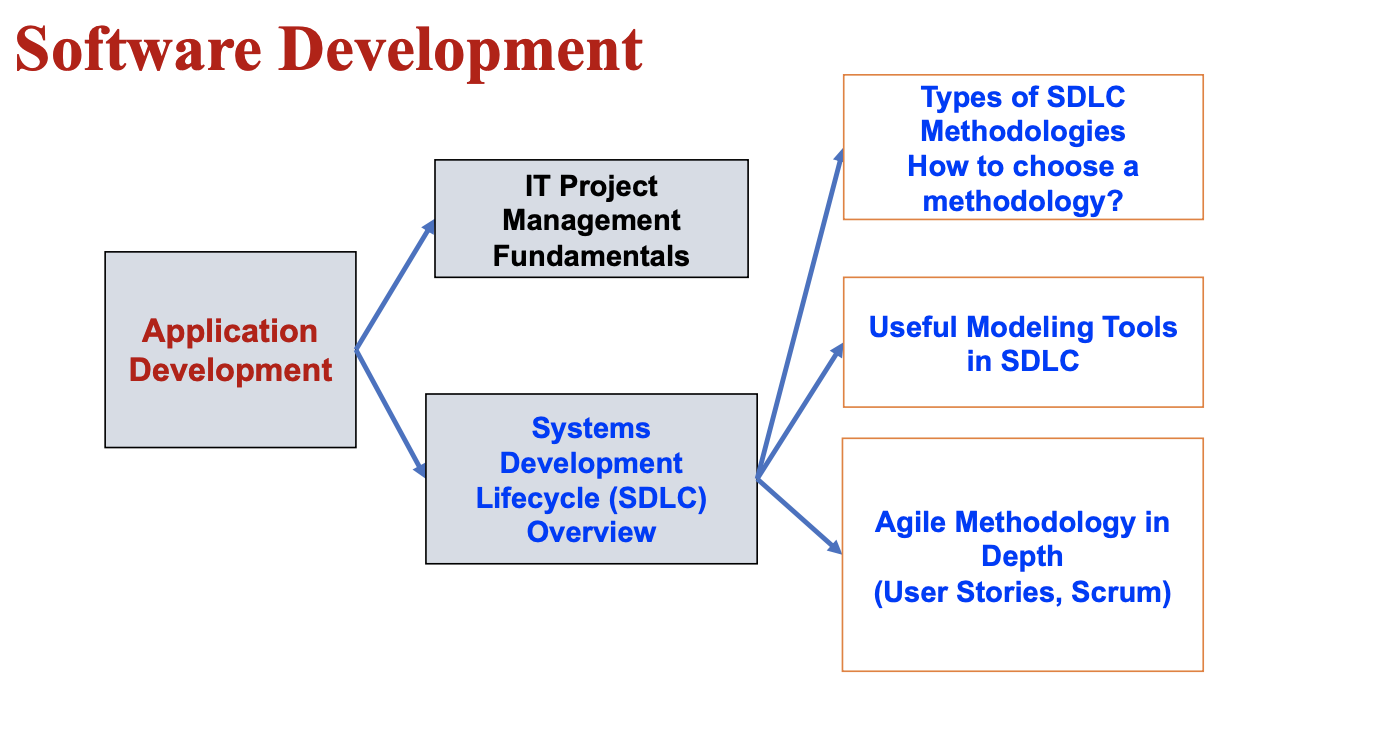 Software Development
Types of SDLC
Methodologies
How to choose a
methodology?
IT Project
Management
Fundamentals
Application
Development
Useful Modeling Tools
in SDLC
Systems
Development
Lifecycle (SDLC)
Overview
Agile Methodology in
Depth
(User Stories, Scrum)